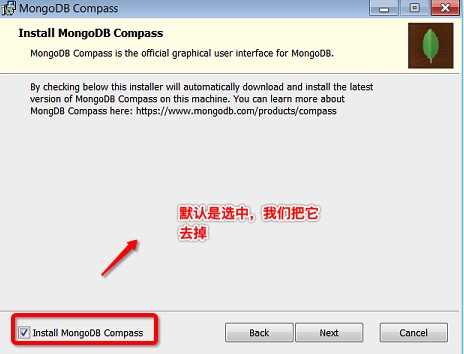 MongoDB Compass
Install MongoDB Compass
MongoDB Compass is the official graphical user interface for MongoDB.
By checking below this installer will automatically download and install the latest
version of MongoDB Compass on this machine. You can learn more about
MongDB Compass here: https://www.mongodb.com/products/compass
默认是选中，我们把它
去掉
Install MongoDB Compass
Back
Next
Cancel